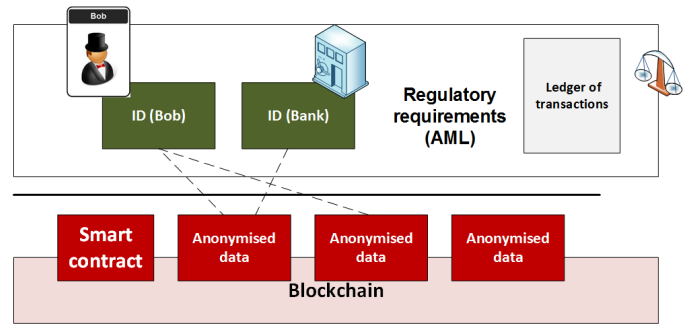 Bob
ID (Bob)
ID (Bank)
Regulatory
requirements
(AML)
Ledger of
transactions
Smart
contract
Anonymised
data
Anonymised
data
Anonymised
data
Blockchain